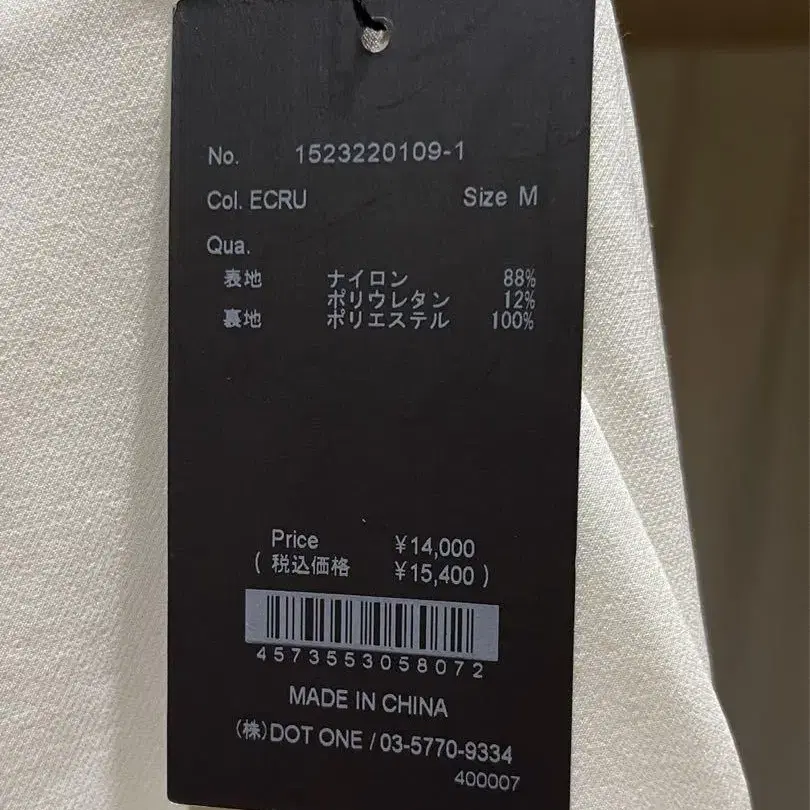 No. 1523220109-1
Col. ECRU Size M
Qua.
表地 ナイロン 88%
ポリウレタン 12%
裏地 ポリエステル 100%
Price ¥14,000
( 税込価格 ¥15,400 )
4573553058072
MADE IN CHINA
(株)DOT ONE / 03-5770-9334
400007